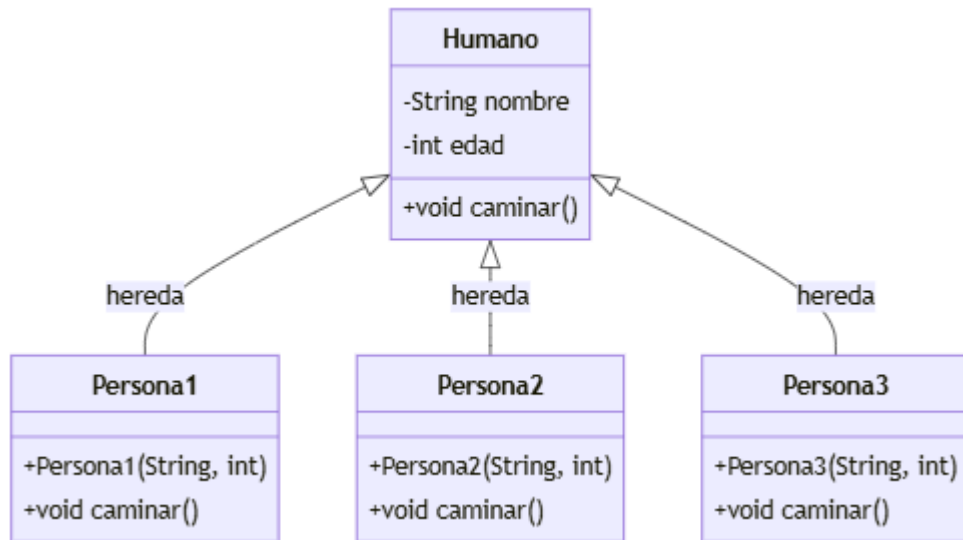 Humano
-String nombre
-int edad
+void caminar()
hereda
hereda
hereda
Persona1
+Persona1(String, int)
+void caminar()
Persona2
+Persona2(String, int)
+void caminar()
Persona3
+Persona3(String, int)
+void caminar()